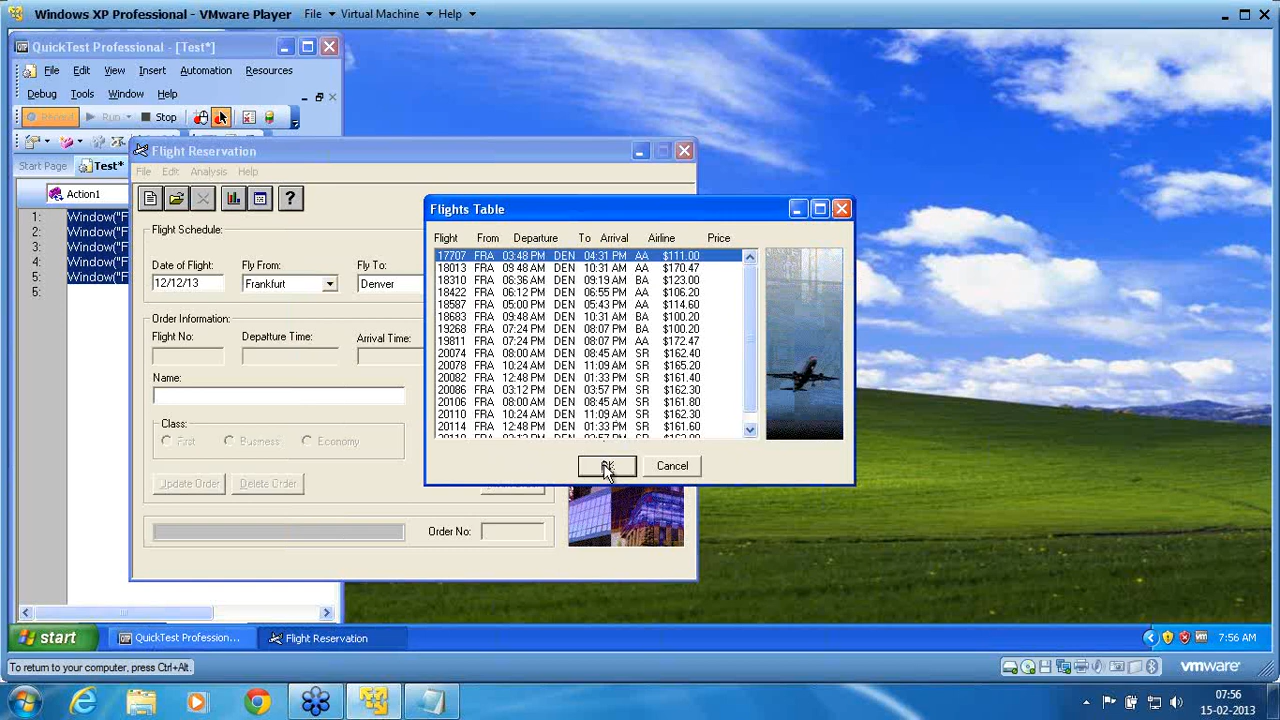 Windows XP Professional - VMware Player File Virtual Machine Help
QuickTest Professional - [Test*]
File Edit View Insert Automation Resources
Debug Tools Window Help
Record Run Stop
Start Page Test*
Action1
1: Window("F
2: Window("F
3: Window("F
4: Window("F
5: Window("F
5:
Flight Reservation
File Edit Analysis Help
Flight Schedule:
Date of Flight: Fly From: Fly To:
12/12/13 Frankfurt Denver
Order Information:
Flight No: Departure Time: Arrival Time:
Name:
Class:
First Business Economy
Update Order Delete Order
Order No:
Flights Table
Flight From Departure To Arrival Airline Price
17707 FRA 03:48 PM DEN 04:31 PM AA $111.00
18013 FRA 09:48 AM DEN 10:31 AM AA $170.47
18310 FRA 06:36 AM DEN 09:19 AM BA $123.00
18422 FRA 06:12 PM DEN 06:55 PM AA $106.20
18587 FRA 05:00 PM DEN 05:43 PM AA $114.60
18683 FRA 09:48 AM DEN 10:31 AM BA $100.20
19268 FRA 07:24 PM DEN 08:07 PM BA $100.20
19811 FRA 07:24 PM DEN 08:07 PM AA $172.47
20074 FRA 08:00 AM DEN 08:45 AM SR $162.40
20078 FRA 10:24 AM DEN 11:09 AM SR $165.20
20082 FRA 12:48 PM DEN 01:33 PM SR $161.40
20086 FRA 03:12 PM DEN 03:57 PM SR $162.30
20106 FRA 08:00 AM DEN 08:45 AM SR $161.80
20110 FRA 10:24 AM DEN 11:09 AM SR $162.30
20114 FRA 12:48 PM DEN 01:33 PM SR $161.60
OK Cancel
start QuickTest Profession... Flight Reservation 7:56 AM
To return to your computer, press Ctrl+Alt. vmware
07:56
15-02-2013